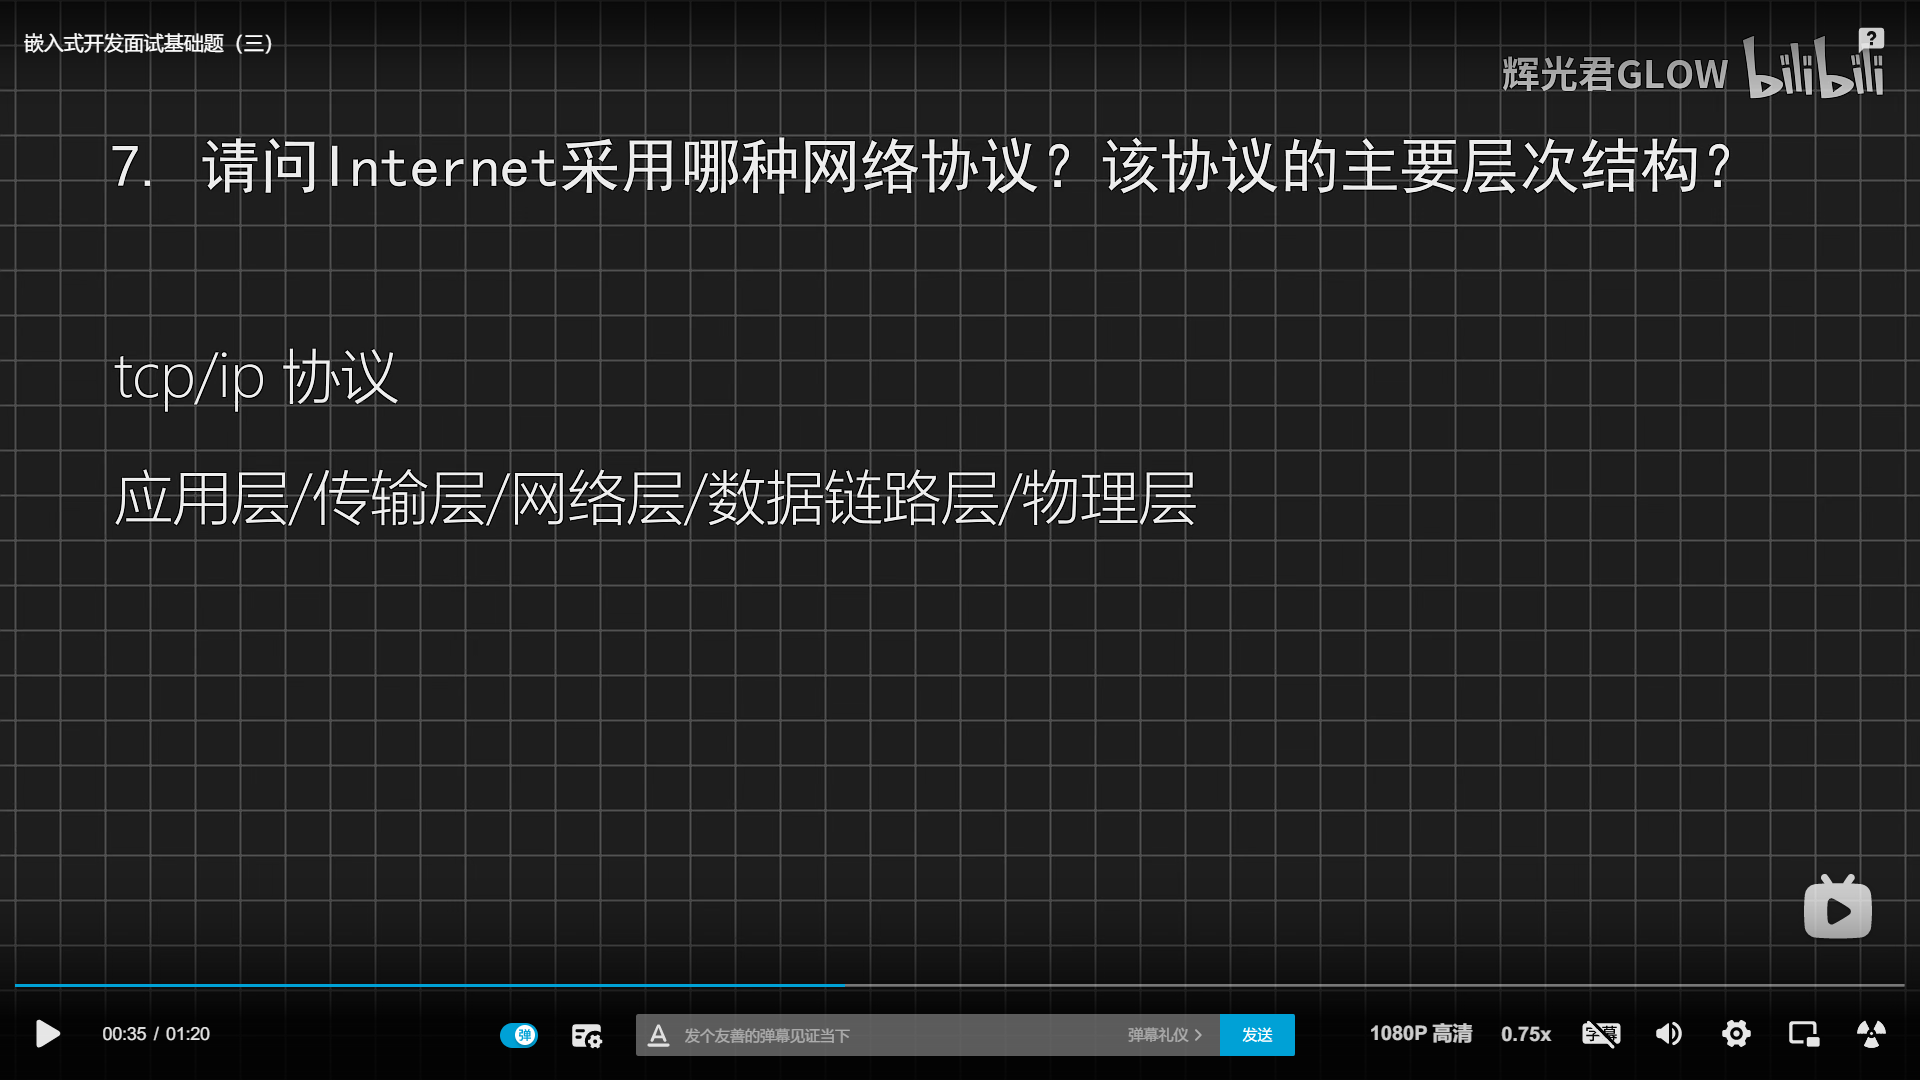 嵌入式开发面试基础题（三）
辉光君GLOW bilibili
?
7. 请问Internet采用哪种网络协议？该协议的主要层次结构？
tcp/ip 协议
应用层/传输层/网络层/数据链路层/物理层
00:35 / 01:20
弹
A
发个友善的弹幕见证当下
弹幕礼仪 >
发送
1080P 高清
0.75x
字幕